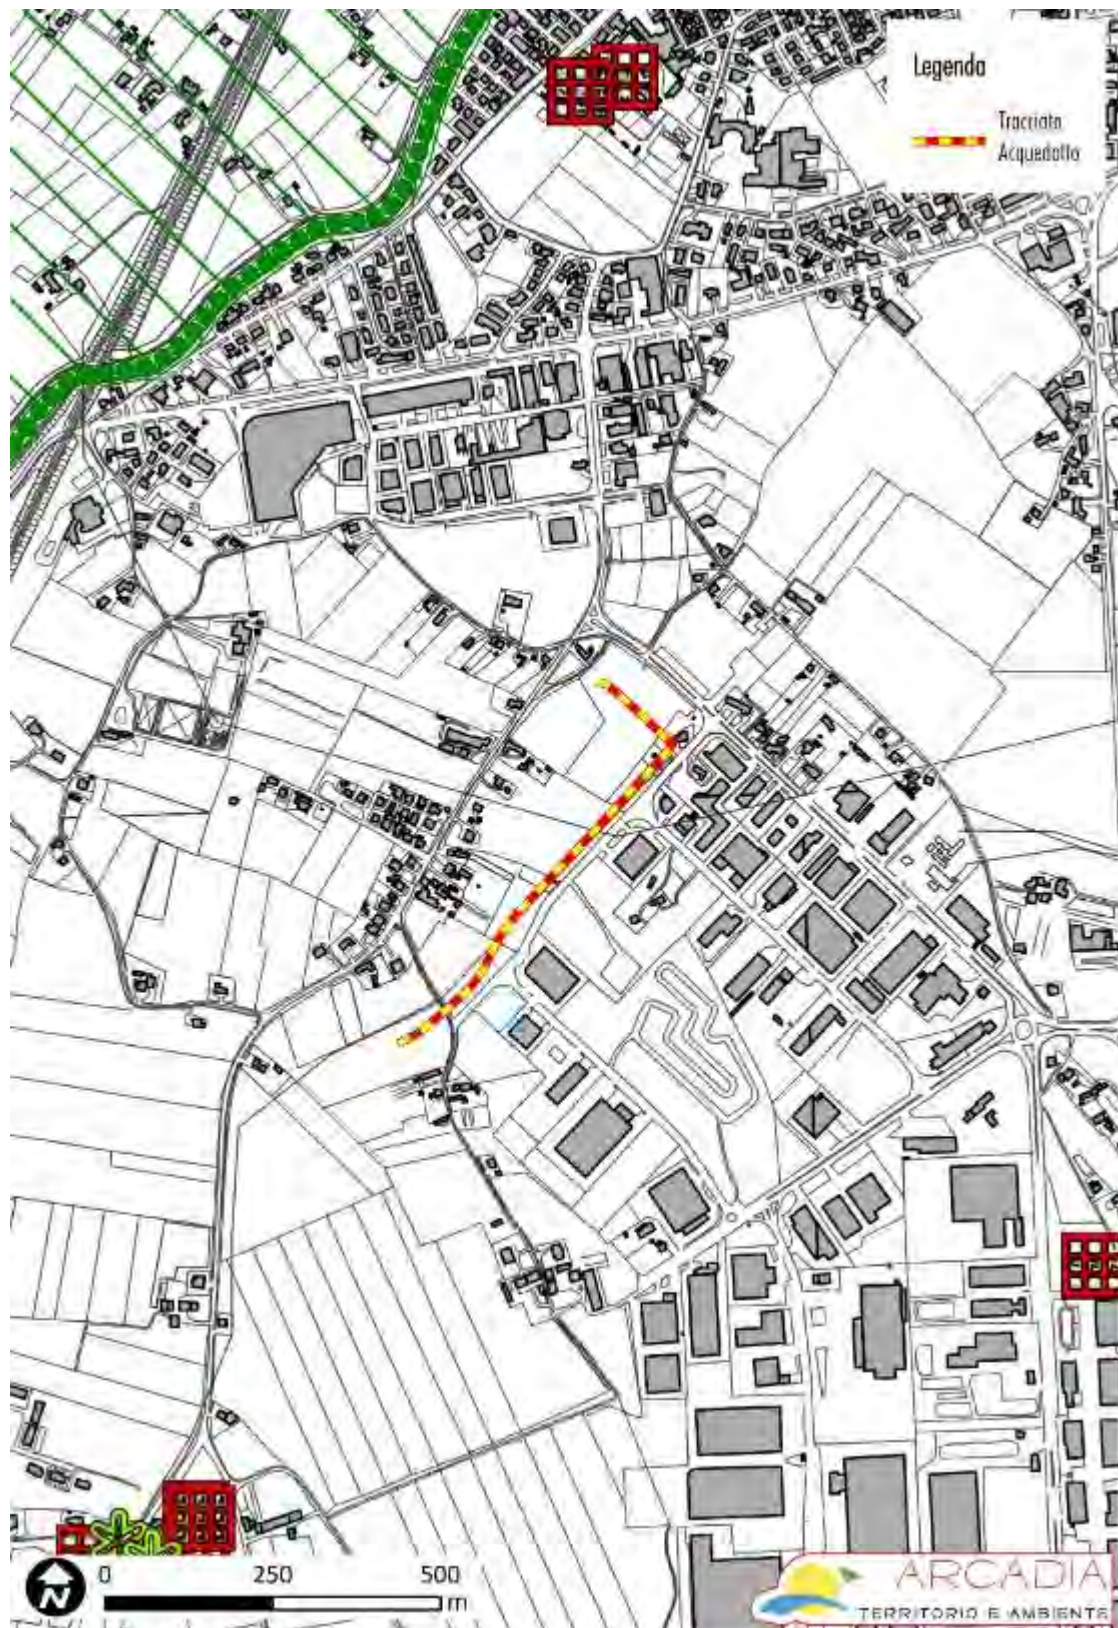 Legenda
Tracciato
Acquedotto
N
0 250 500
m
ARCADIA
TERRITORIO E AMBIENTE